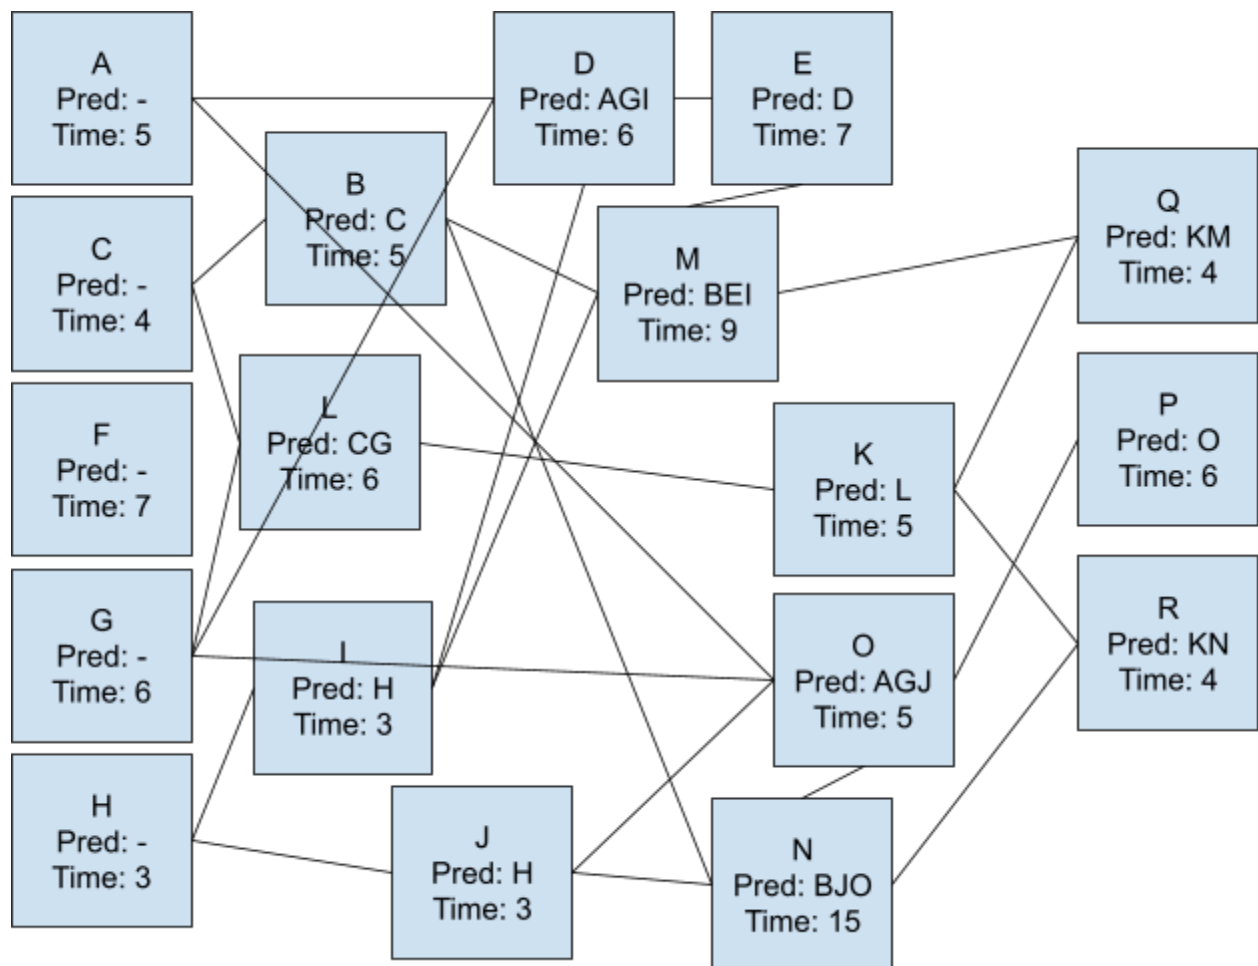 A
Pred: -
Time: 5
D
Pred: AGI
Time: 6
E
Pred: D
Time: 7
B
Pred: C
Time: 5
Q
Pred: KM
Time: 4
C
Pred: -
Time: 4
M
Pred: BEI
Time: 9
L
Pred: CG
Time: 6
P
Pred: O
Time: 6
F
Pred: -
Time: 7
K
Pred: L
Time: 5
G
Pred: -
Time: 6
I
Pred: H
Time: 3
O
Pred: AGJ
Time: 5
R
Pred: KN
Time: 4
H
Pred: -
Time: 3
J
Pred: H
Time: 3
N
Pred: BJO
Time: 15